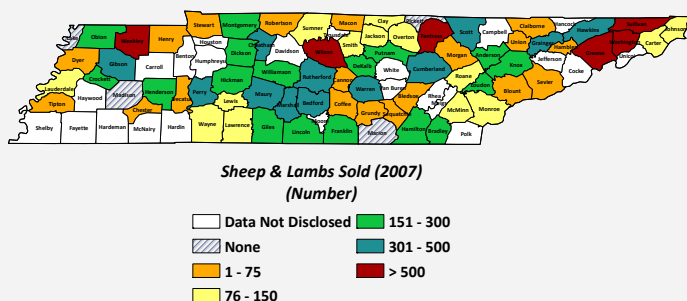 Stewart Montgomery Robertson Macon Clay Pickett
Lake Obion Weakley Henry Sumner Trousdale Jackson Overton Fentress Scott Campbell Claiborne Hancock Hawkins Sullivan Johnson
Houston Cheatham Smith Union Grainger Washington Carter
Dyer Gibson Carroll Benton Humphreys Dickson Davidson Wilson Putnam Morgan Anderson Hamblen Greene
Crockett Williamson DeKalb White Cumberland Knox Jefferson Unicoi
Lauderdale Haywood Madison Henderson Decatur Perry Hickman Maury Rutherford Cannon Warren Van Buren Roane Loudon Sevier Cocke
Tipton Chester Lewis Marshall Bedford Coffee Grundy Bledsoe Rhea Meigs Blount
Shelby Fayette Hardeman McNairy Hardin Wayne Lawrence Giles Lincoln Moore Franklin Marion Sequatchie Hamilton Bradley McMinn Monroe Polk
Sheep & Lambs Sold (2007)
(Number)
Data Not Disclosed
None
1 - 75
76 - 150
151 - 300
301 - 500
> 500